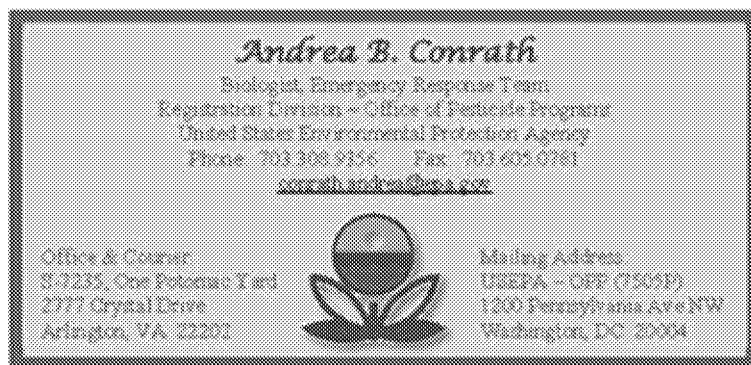 Andrea B. Conrath
Biologist, Emergency Response Team
Registration Division ~ Office of Pesticide Programs
United States Environmental Protection Agency
Phone: 703.308.9356 Fax: 703.605.0781
conrath.andrea@epa.gov
Office & Courier:
S-7235, One Potomac Yard
2777 Crystal Drive
Arlington, VA 22202
Mailing Address:
USEPA ~ OPP (7505P)
1200 Pennsylvania Ave NW
Washington, DC 20004